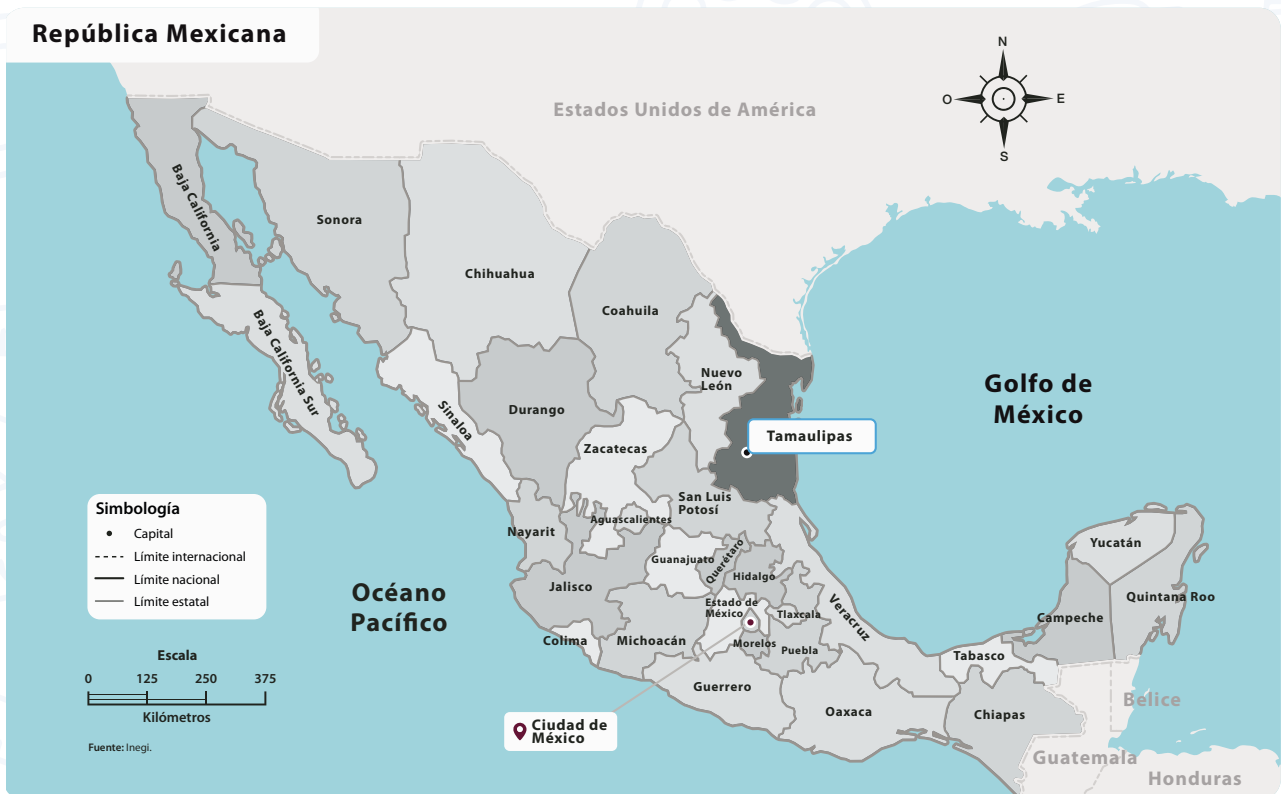 República Mexicana
N
O
E
S
Estados Unidos de América
Baja California
Sonora
Chihuahua
Coahuila
Baja California Sur
Nuevo
León
Golfo de
México
Sinaloa
Durango
Tamaulipas
Zacatecas
San Luis
Potosí
Simbología
Capital
Límite internacional
Límite nacional
Límite estatal
Nayarit
Aguascalientes
Guanajuato
Querétaro
Hidalgo
Yucatán
Jalisco
Océano
Pacífico
Estado de
México
Tlaxcala
Veracruz
Quintana Roo
Campeche
Colima
Michoacán
Morelos
Puebla
Tabasco
Escala
0 125 250 375
Kilómetros
Guerrero
Oaxaca
Chiapas
Belice
Ciudad de
México
Fuente: Inegi.
Guatemala
Honduras